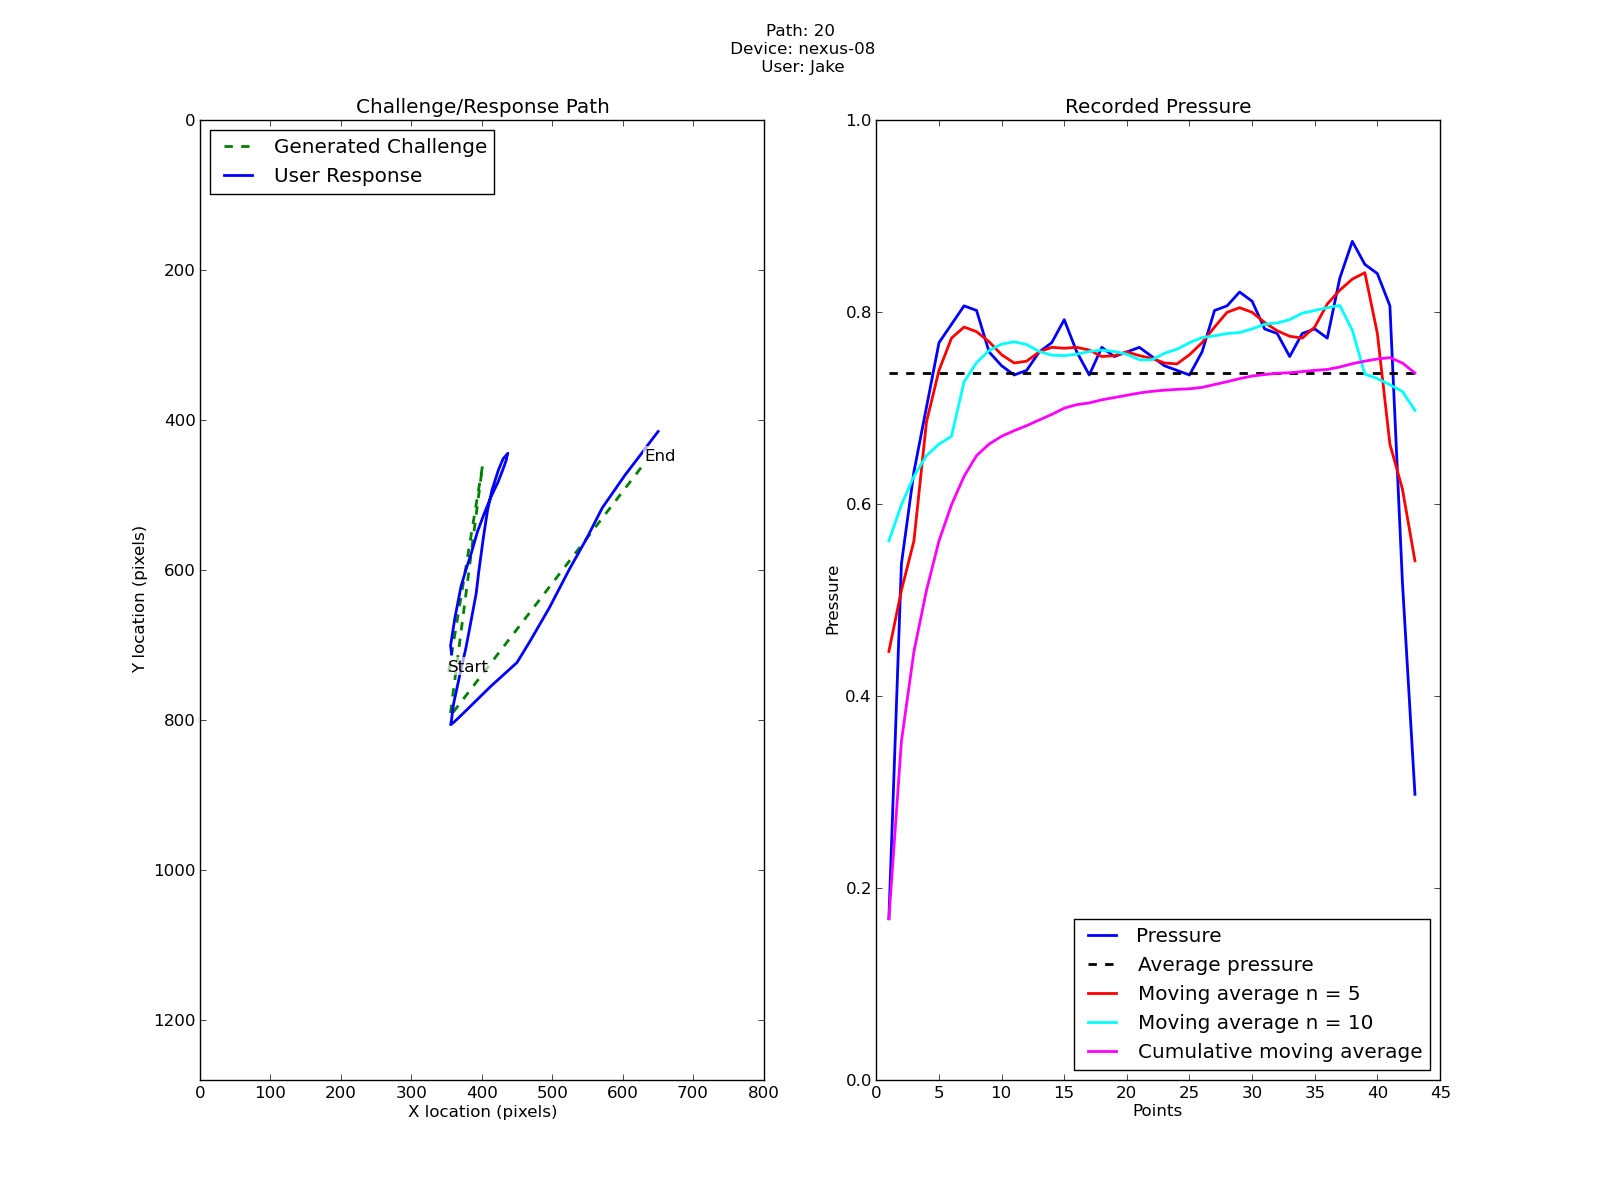 Path: 20
Device: nexus-08
User: Jake
Challenge/Response Path
Generated Challenge
User Response
0
200
400
600
800
1000
1200
Y location (pixels)
Start
End
0 100 200 300 400 500 600 700 800
X location (pixels)
Recorded Pressure
1.0
0.8
0.6
0.4
0.2
0.0
Pressure
Pressure
Average pressure
Moving average n = 5
Moving average n = 10
Cumulative moving average
0 5 10 15 20 25 30 35 40 45
Points